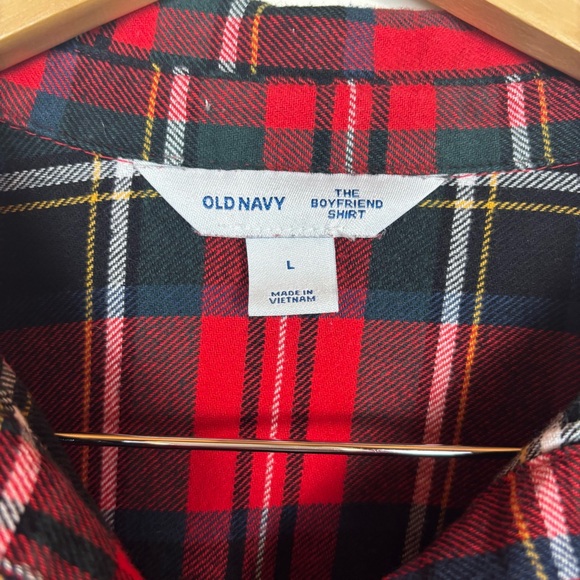 OLD NAVY
THE
BOYFRIEND
SHIRT
L
MADE IN
VIETNAM